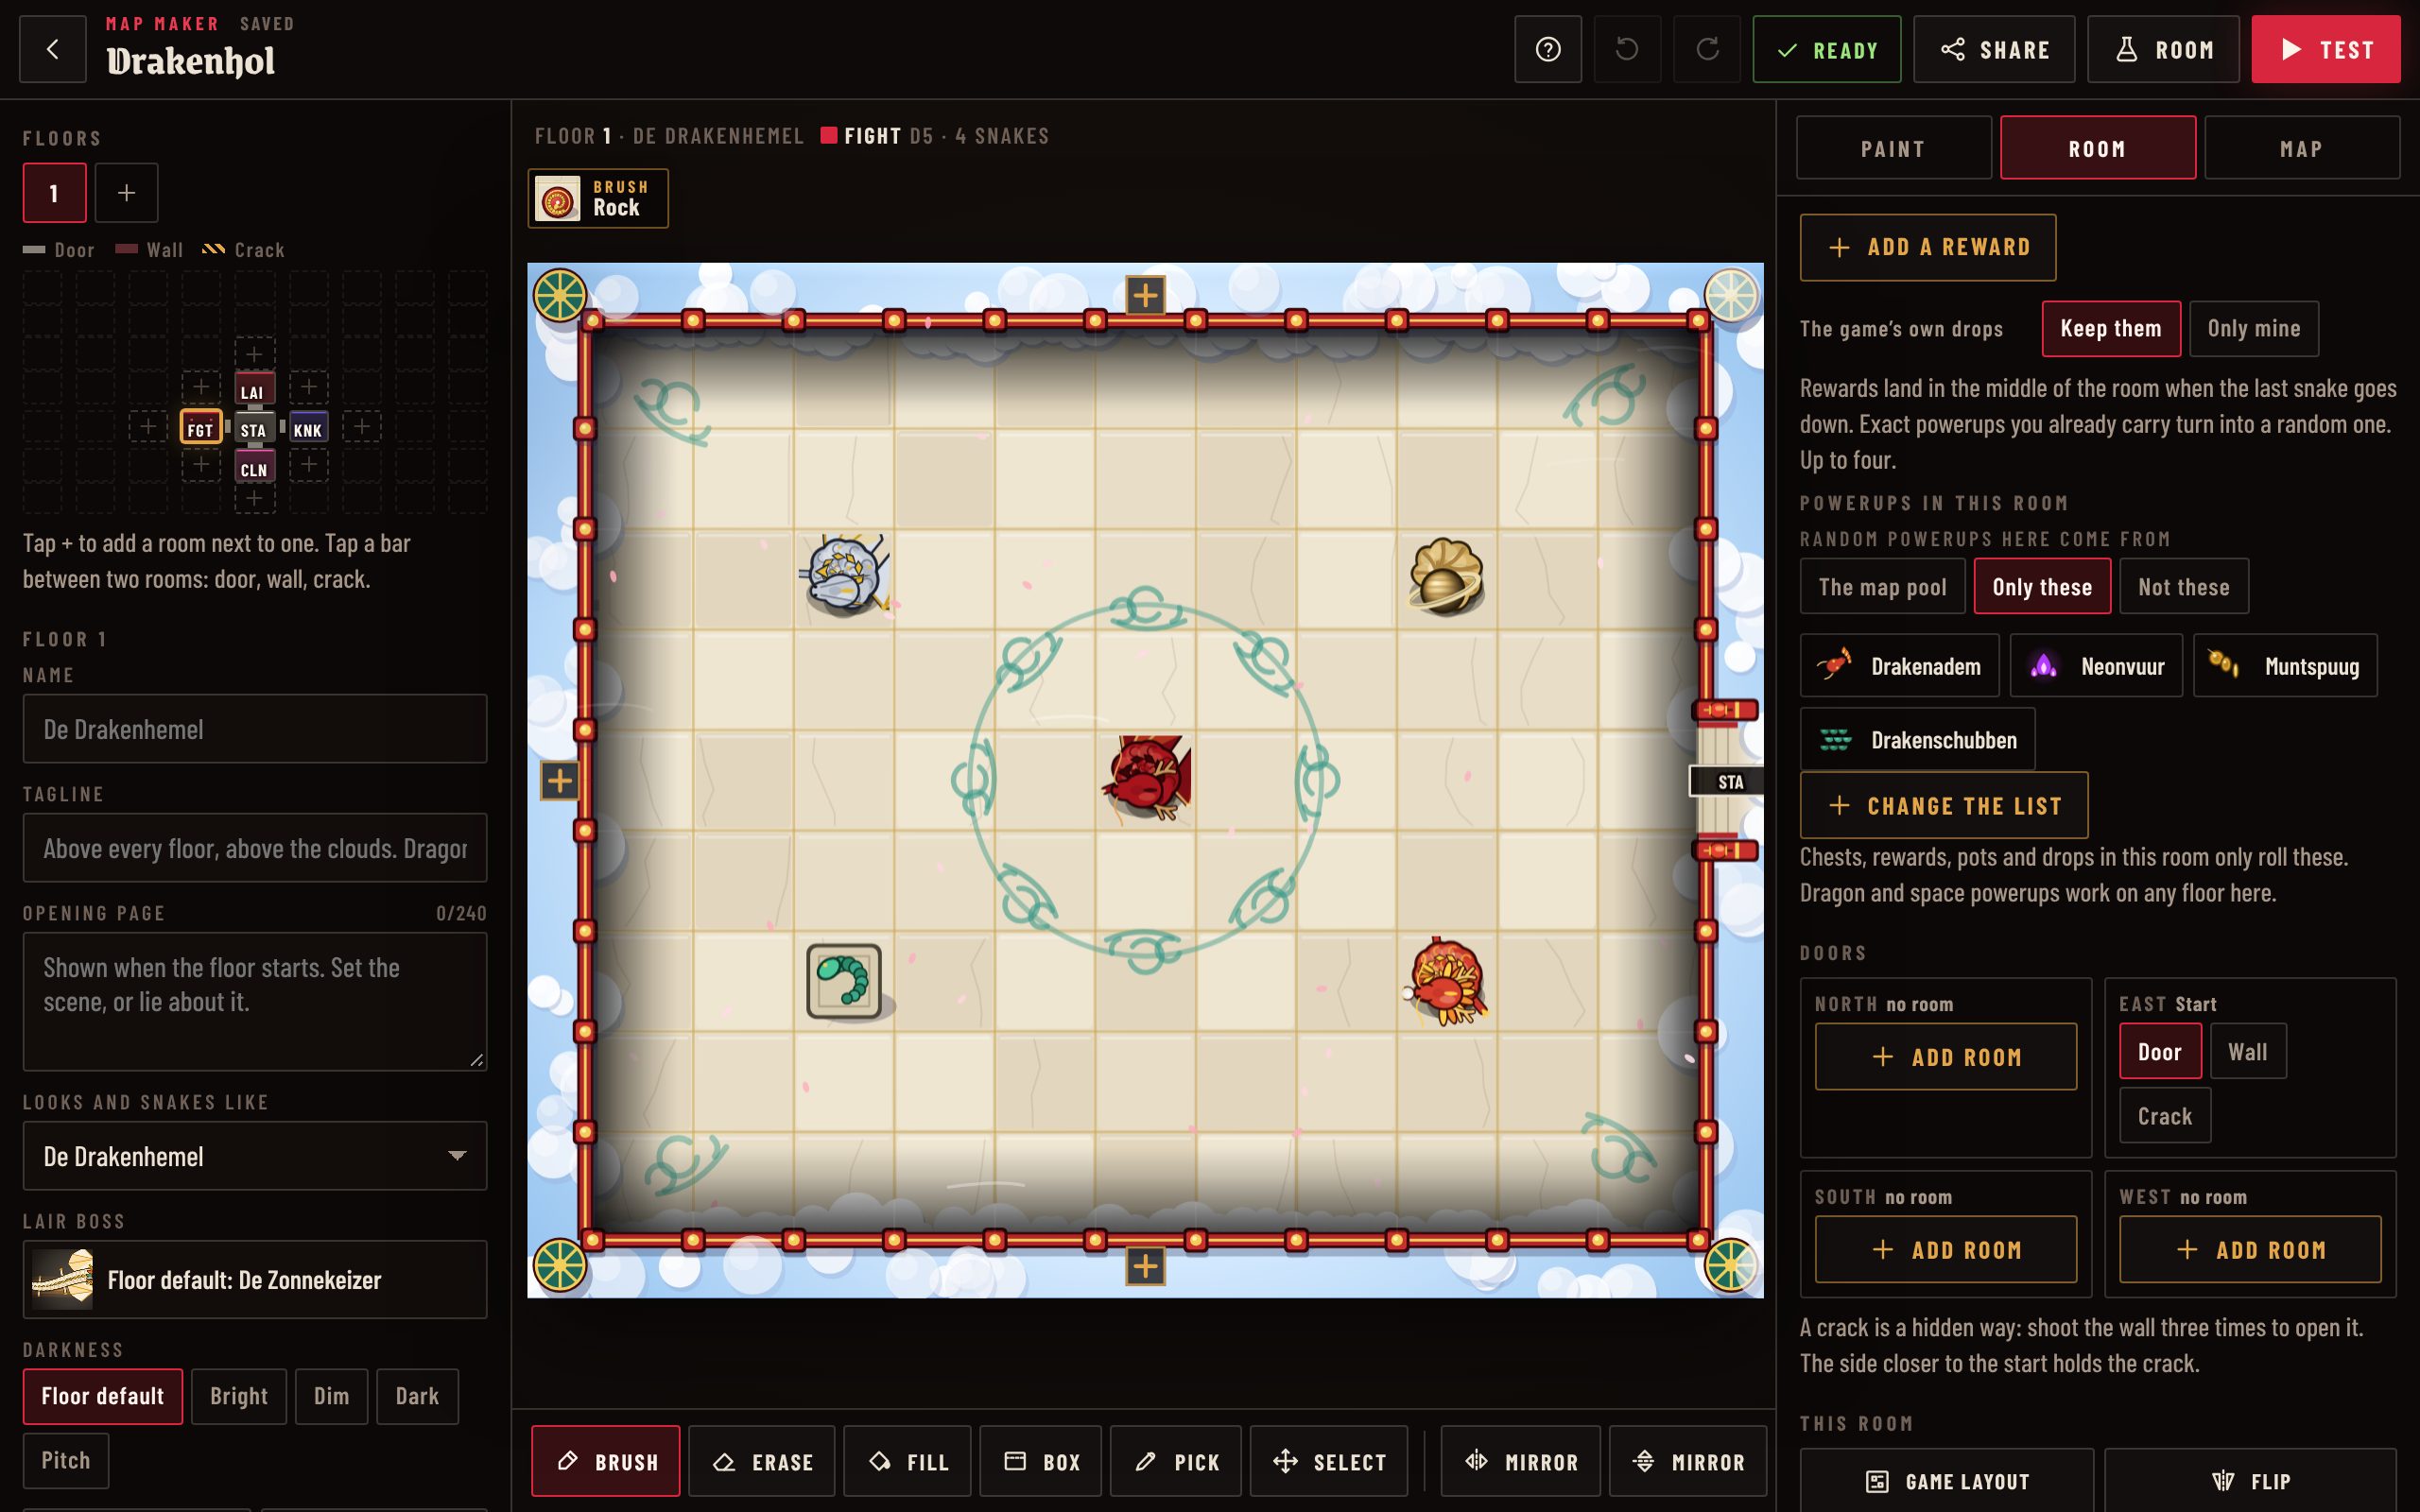 MAP MAKER SAVED
Drakenhol
READY
SHARE
ROOM
TEST
FLOORS
1
Door Wall Crack
LAI
FGT STA KNK
CLN
Tap + to add a room next to one. Tap a bar
between two rooms: door, wall, crack.
FLOOR 1
NAME
De Drakenhemel
TAGLINE
Above every floor, above the clouds. Dragor
OPENING PAGE 0/240
Shown when the floor starts. Set the
scene, or lie about it.
LOOKS AND SNAKES LIKE
De Drakenhemel
LAIR BOSS
Floor default: De Zonnekeizer
DARKNESS
Floor default Bright Dim Dark
Pitch
FLOOR 1 · DE DRAKENHEMEL FIGHT D5 · 4 SNAKES
BRUSH
Rock
STA
BRUSH ERASE FILL BOX PICK SELECT MIRROR MIRROR
PAINT ROOM MAP
+ ADD A REWARD
The game's own drops Keep them Only mine
Rewards land in the middle of the room when the last snake goes
down. Exact powerups you already carry turn into a random one.
Up to four.
POWERUPS IN THIS ROOM
RANDOM POWERUPS HERE COME FROM
The map pool Only these Not these
Drakenadem Neonvuur Muntspuug
Drakenschubben
+ CHANGE THE LIST
Chests, rewards, pots and drops in this room only roll these.
Dragon and space powerups work on any floor here.
DOORS
NORTH no room
+ ADD ROOM
EAST Start
Door Wall
Crack
SOUTH no room
+ ADD ROOM
WEST no room
+ ADD ROOM
A crack is a hidden way: shoot the wall three times to open it.
The side closer to the start holds the crack.
THIS ROOM
GAME LAYOUT FLIP